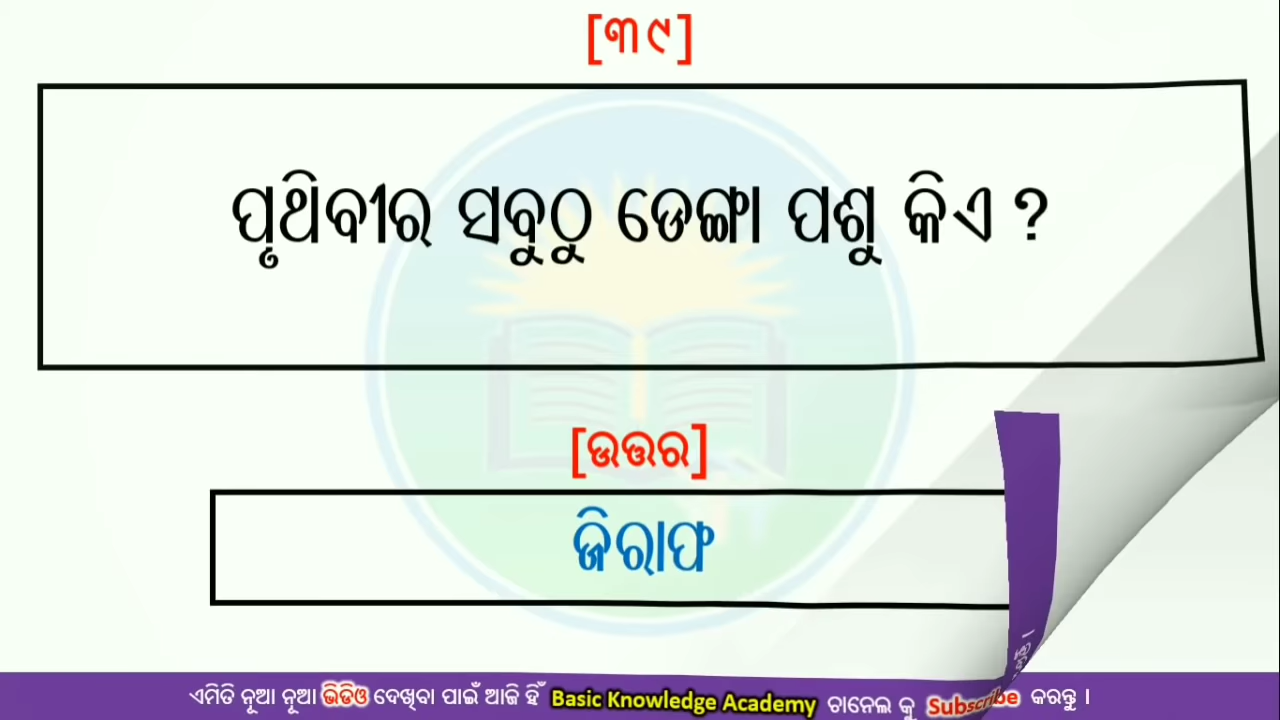 [୩୯]
ପୃଥିବୀର ସବୁଠୁ ଡେଙ୍ଗା ପଶୁ କିଏ ?
[ଉତ୍ତର]
ଜିରାଫ
ଏମିତି ନୂଆ ନୂଆ ଭିଡିଓ ଦେଖିବା ପାଇଁ ଆଜି ହିଁ Basic Knowledge Academy ଚାନେଲ କୁ Subscribe କରନ୍ତୁ ।